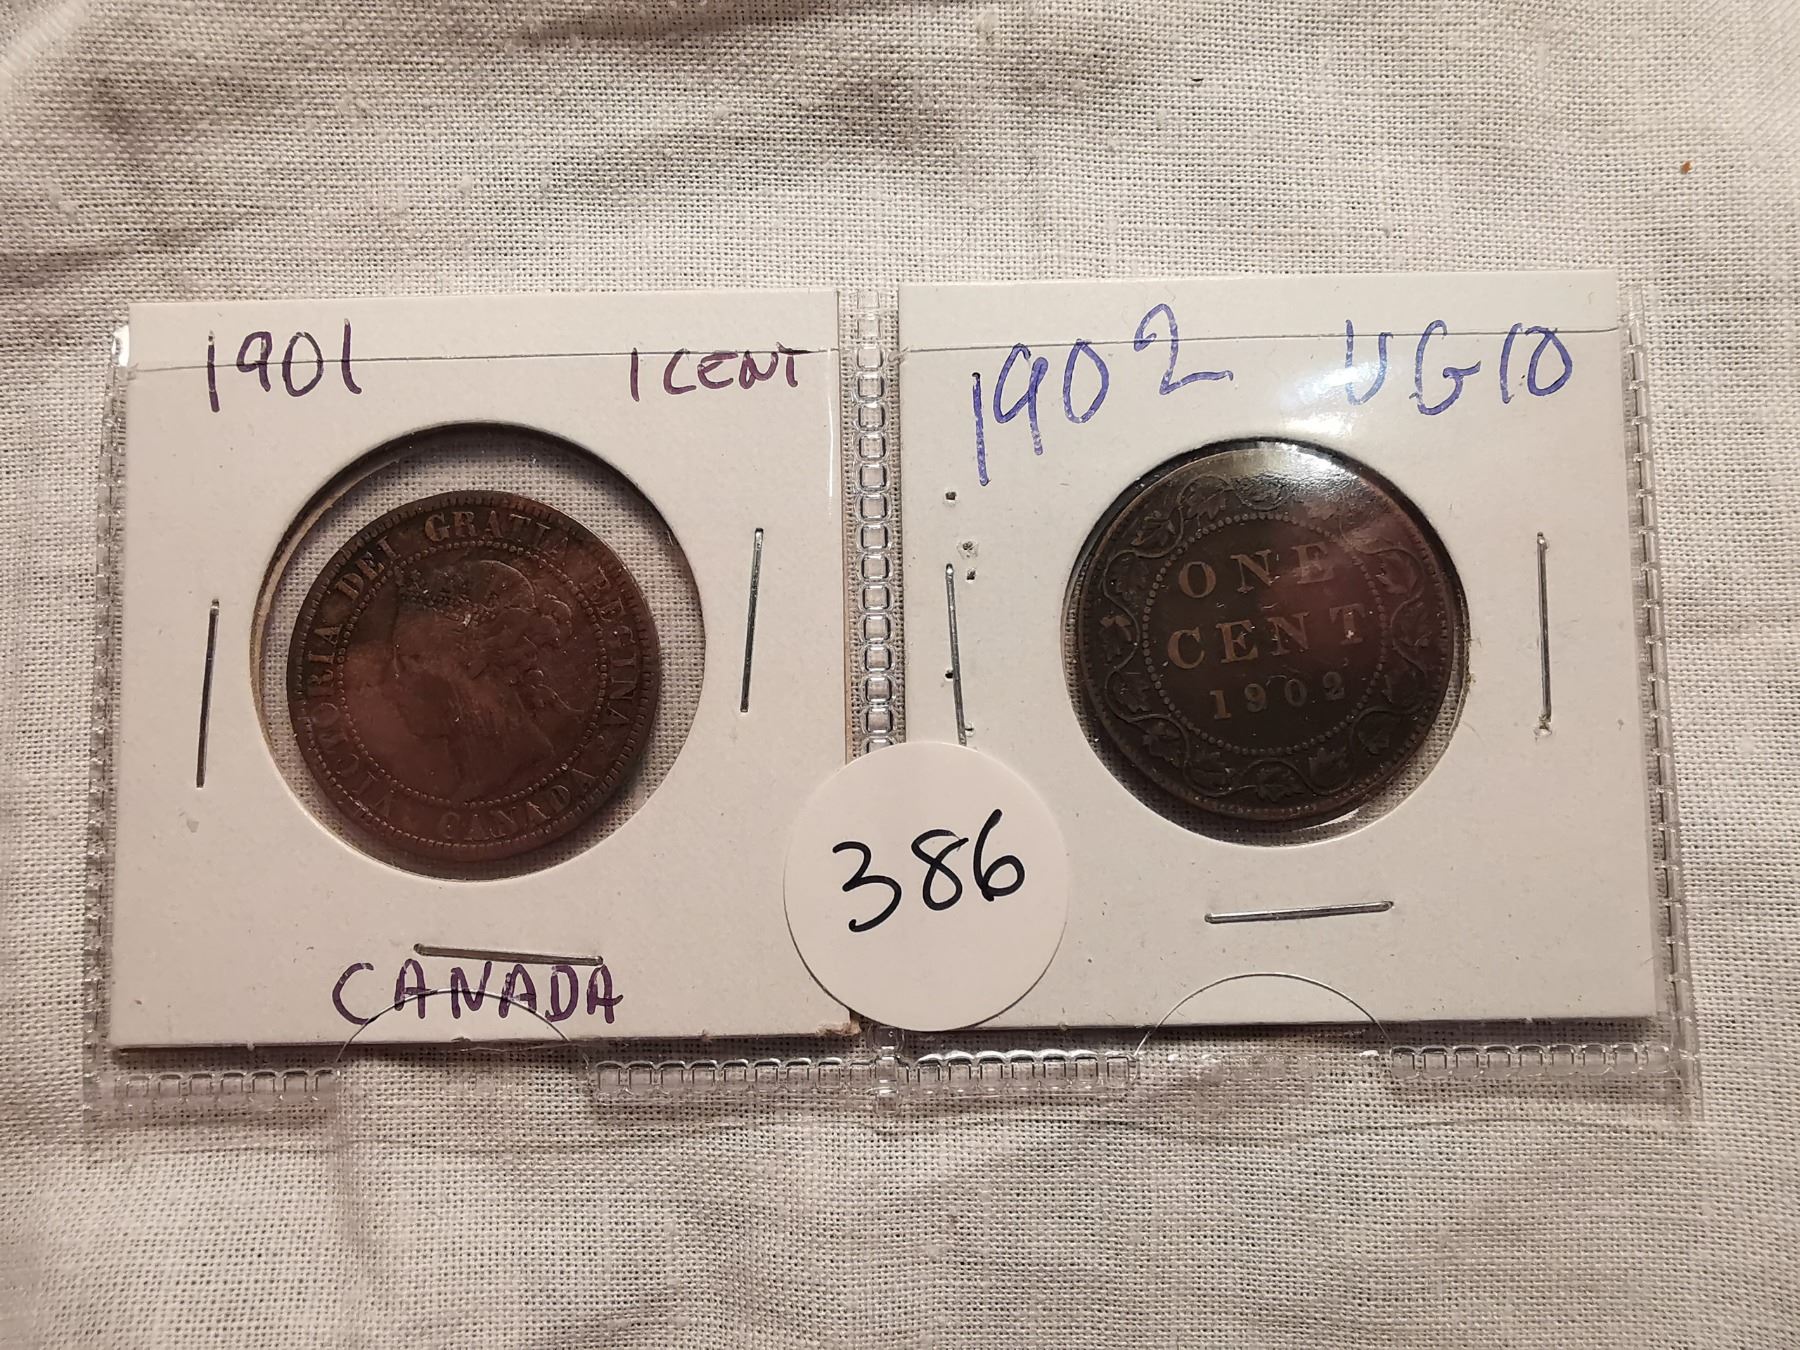 1901 1 CENT
VICTORIA DEI GRATIA REGINA.
CANADA
CANADA
1902 VG10
ONE
CENT
1902
386